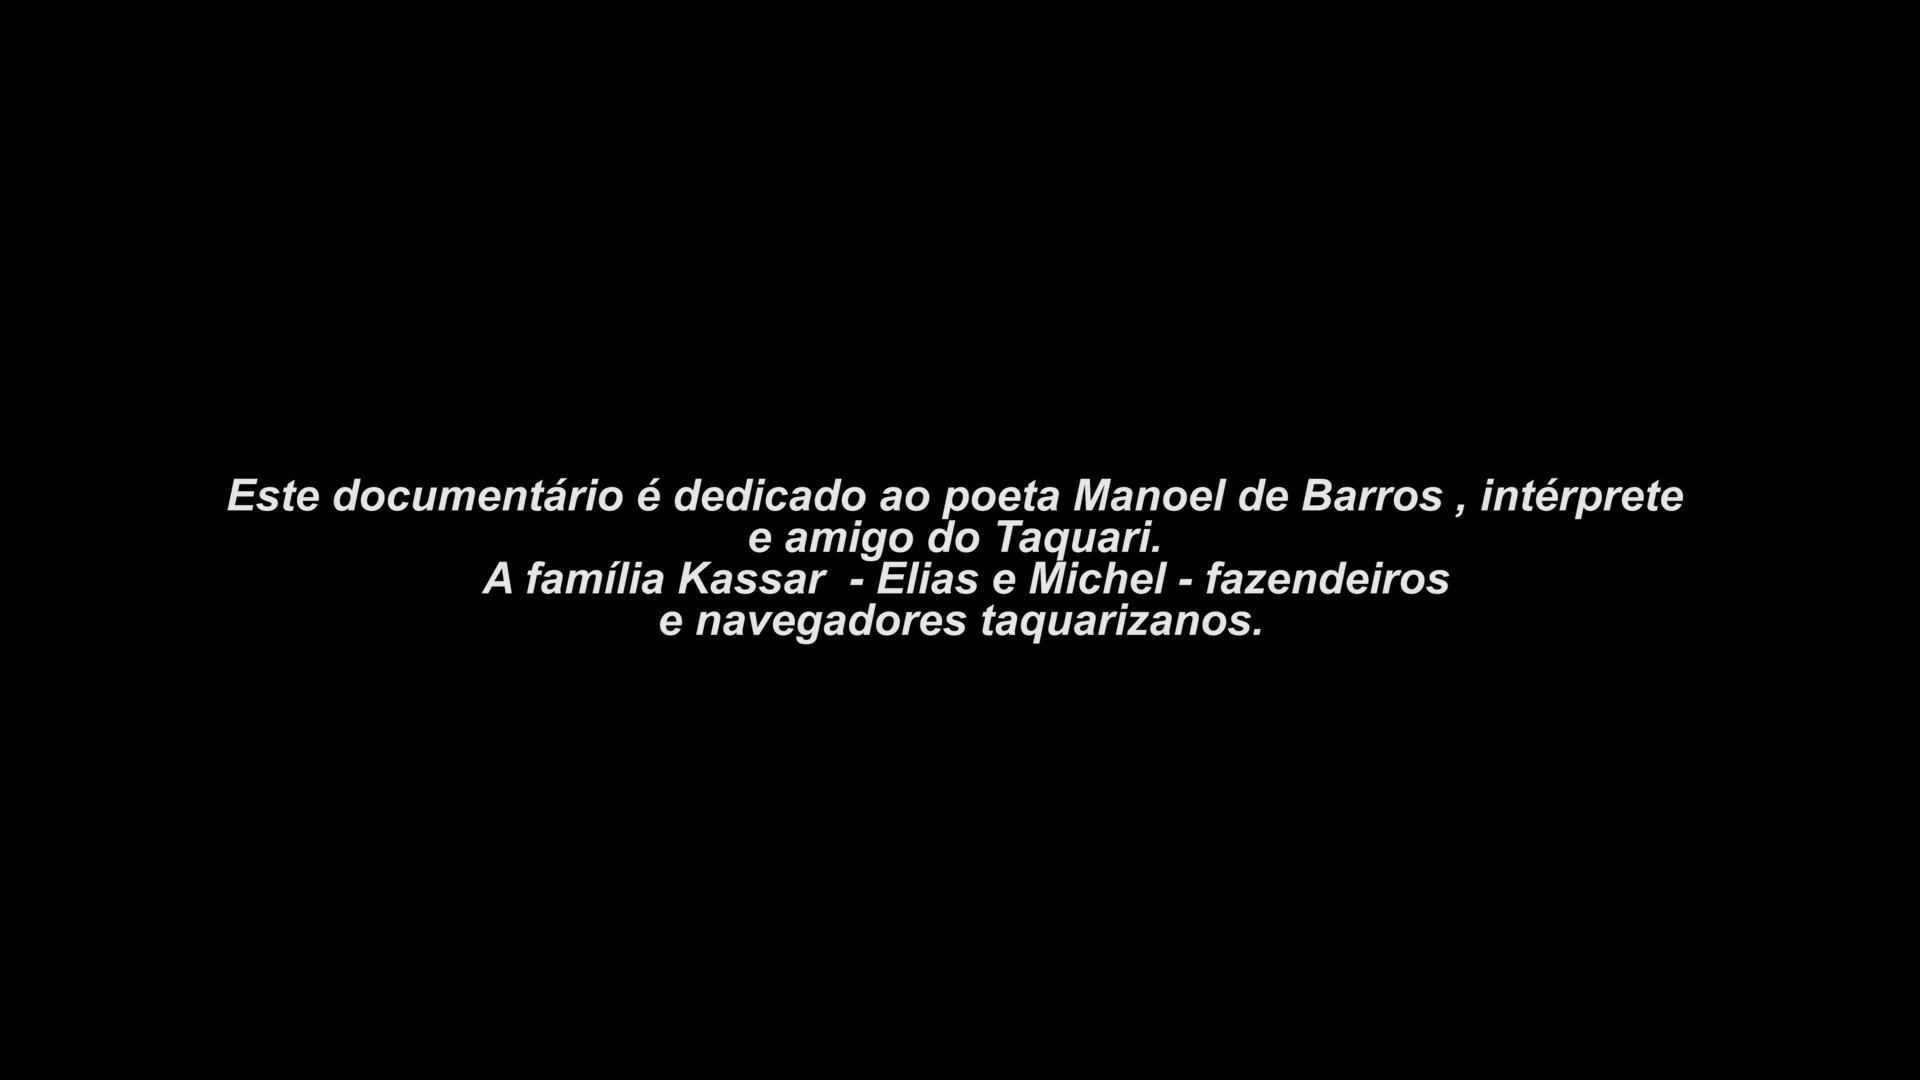 Este documentário é dedicado ao poeta Manoel de Barros , intérprete
e amigo do Taquari.
A família Kassar - Elias e Michel - fazendeiros
e navegadores taquarizanos.